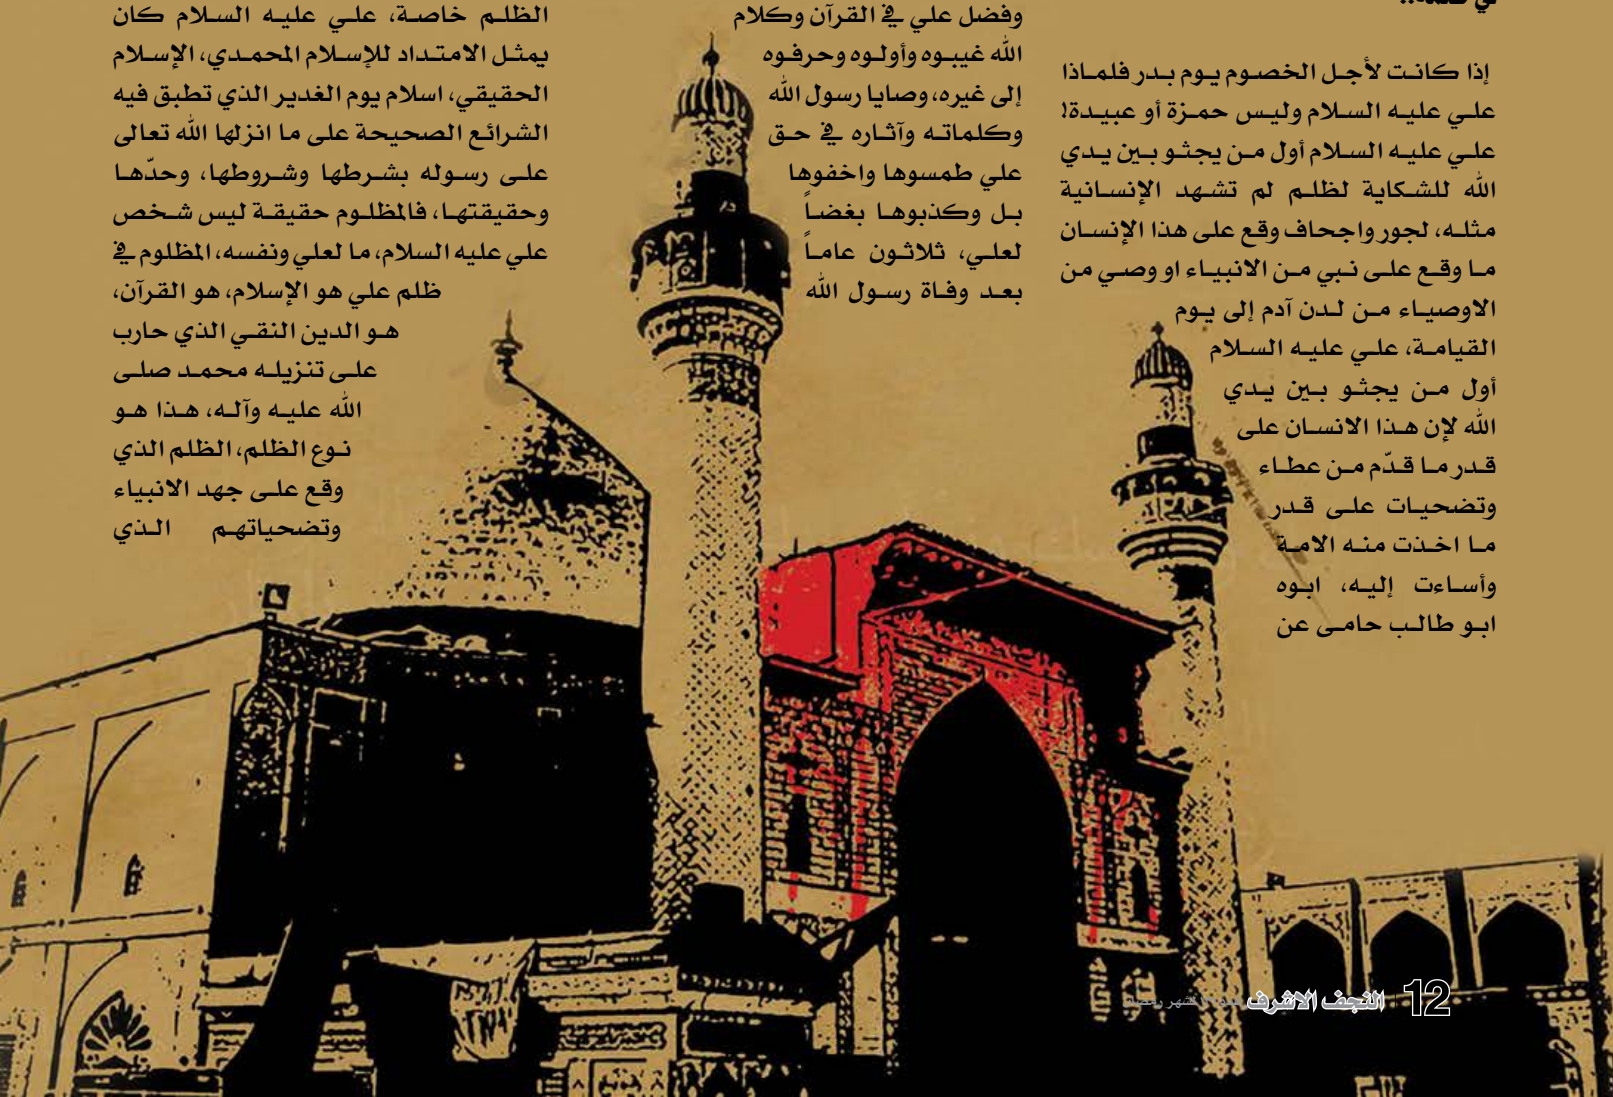 إذا كانت لأجل الخصوم يوم بدر فلماذا
علي عليه السلام وليس حمزة أو عبيدة!
علي عليه السلام أول من يجثو بين يدي
الله للشكاية لظلم لم تشهد الإنسانية
مثله، لجور واجحاف وقع على هذا الإنسان
ما وقع على نبي من الانبياء او وصي من
الاوصياء من لدن آدم إلى يوم
القيامة، علي عليه السلام
أول من يجثو بين يدي
الله لإن هذا الانسان على
قدر ما قدّم من عطاء
وتضحيات على قدر
ما اخذت منه الامة
وأساءت إليه، ابوه
ابو طالب حامى عن
وفضل علي في القرآن وكلام
الله غيبوه وأولوه وحرفوه
إلى غيره، وصايا رسول الله
وكلماته وآثاره في حق
علي طمسوها واخفوها
بل وكذبوها بغضاً
لعلي، ثلاثون عاماً
بعد وفاة رسول الله
الظلم خاصة، علي عليه السلام كان
يمثل الامتداد للإسلام المحمدي، الإسلام
الحقيقي، اسلام يوم الغدير الذي تطبق فيه
الشرائع الصحيحة على ما انزلها الله تعالى
على رسوله بشرطها وشروطها، وحدّها
وحقيقتها، فالمظلوم حقيقة ليس شخص
علي عليه السلام، ما لعلي ونفسه، المظلوم في
ظلم علي هو الإسلام، هو القرآن،
هو الدين النقي الذي حارب
على تنزيله محمد صلى
الله عليه وآله، هذا هو
نوع الظلم، الظلم الذي
وقع على جهد الانبياء
وتضحياتهم الذي
12 النجف الاشرف